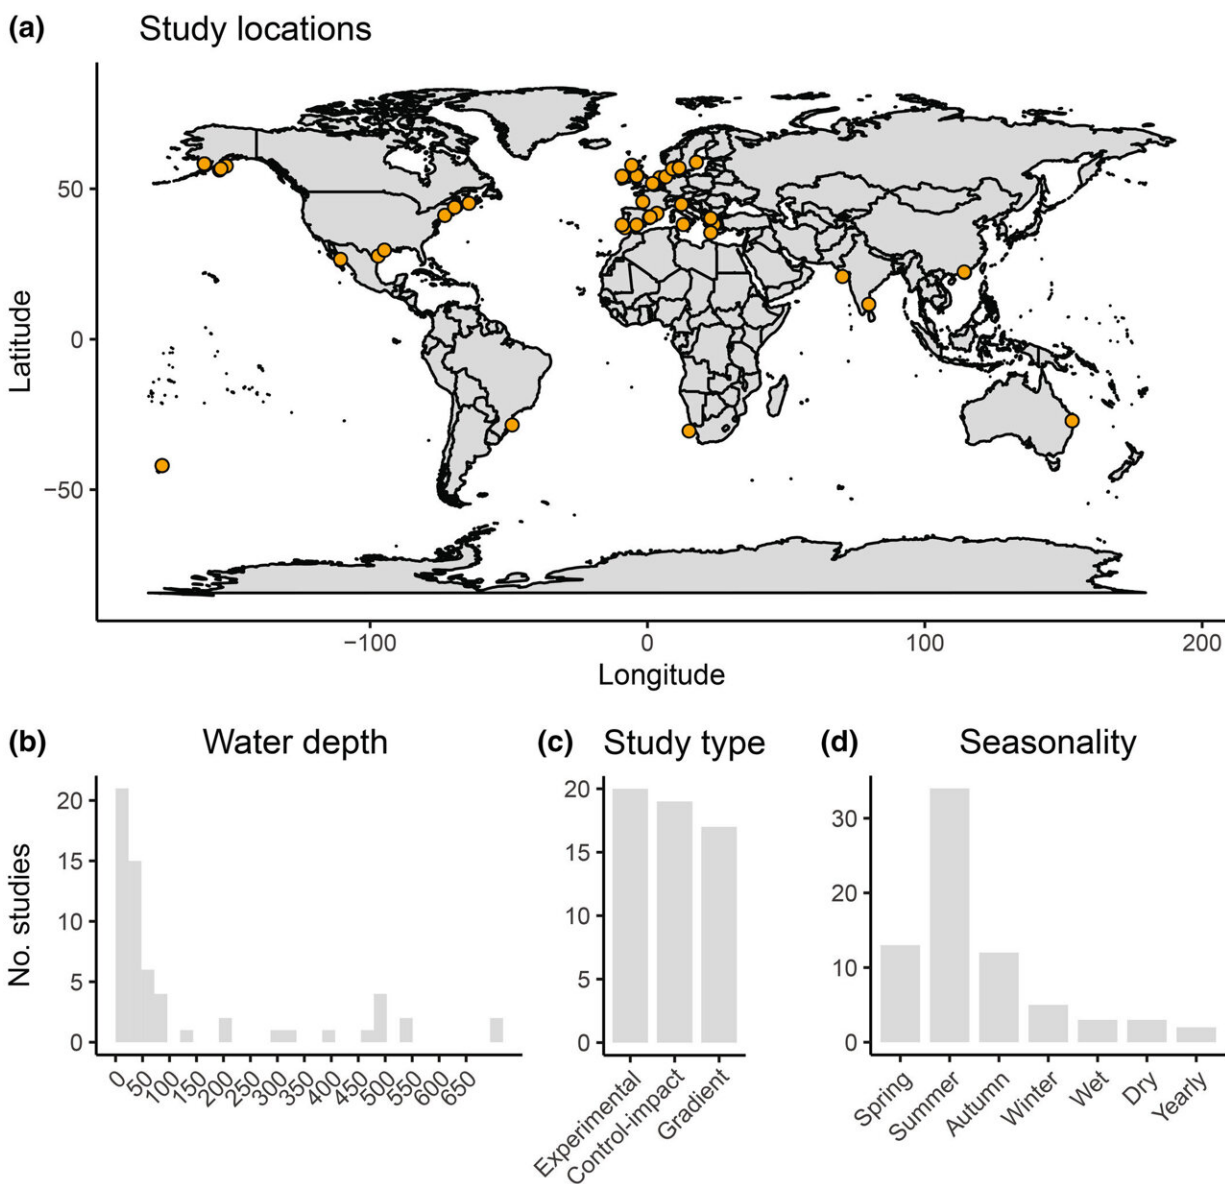 (a) Study locations
50
0
−50
Latitude
−100 0 100 200
Longitude
(b) Water depth
20
15
10
5
0
No. studies
0 50 100 150 200 250 300 350 400 450 500 550 600 650
(c) Study type
20
15
10
5
0
Experimental
Control-impact
Gradient
(d) Seasonality
30
20
10
0
Spring
Summer
Autumn
Winter
Wet
Dry
Yearly